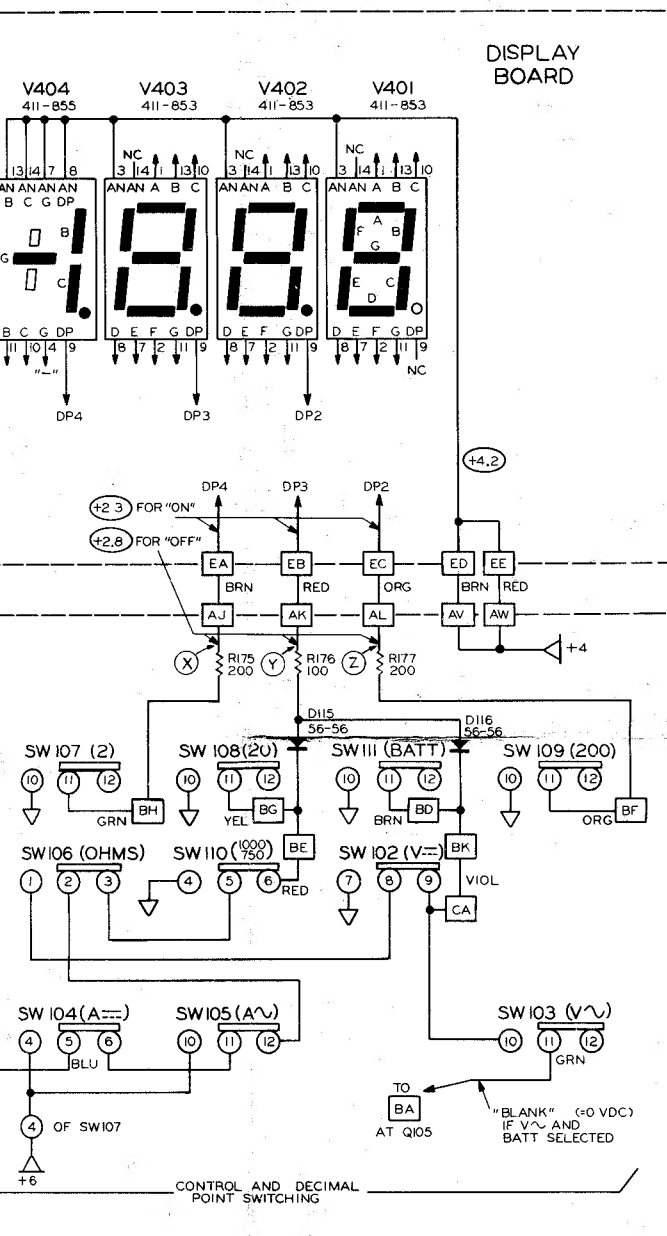 DISPLAY
BOARD
V404 V403 V402 V401
411-855 411-853 411-853 411-853
NC NC NC
13 14 7 8 3 14 1 13 10 3 14 1 13 10 3 14 1 13 10
AN AN AN AN AN AN AN A B C AN AN A B C AN AN A B C
B C G DP
B A
F B
G G
C E C
D
B C G DP D E F G DP D E F G DP D E F G DP
11 10 4 9 8 7 2 11 9 8 7 2 11 9 8 7 2 11 9
"–" NC
DP4 DP3 DP2
+4.2
DP4 DP3 DP2
+2.3 FOR "ON"
+2.8 FOR "OFF"
EA EB EC ED EE
BRN RED ORG BRN RED
AJ AK AL AV AW
+4
X R175 Y R176 Z R177
200 100 200
D115 D116
56-56 56-56
SW 107 (2) SW 108 (20) SW 111 (BATT) SW 109 (200)
10 11 12 10 11 12 10 11 12 10 11 12
BH BG BD BF
GRN YEL BRN ORG
BE BK
SW 106 (OHMS) SW 110 (1000 750) SW 102 (V⎓)
1 2 3 4 5 6 7 8 9
RED VIOL
CA
SW 104 (A⎓) SW 105 (A∿) SW 103 (V∿)
4 5 6 10 11 12 10 11 12
BLU GRN
TO
BA
AT Q105
"BLANK" (≈0 VDC)
IF V∿ AND
BATT SELECTED
4 OF SW107
+6
CONTROL AND DECIMAL
POINT SWITCHING